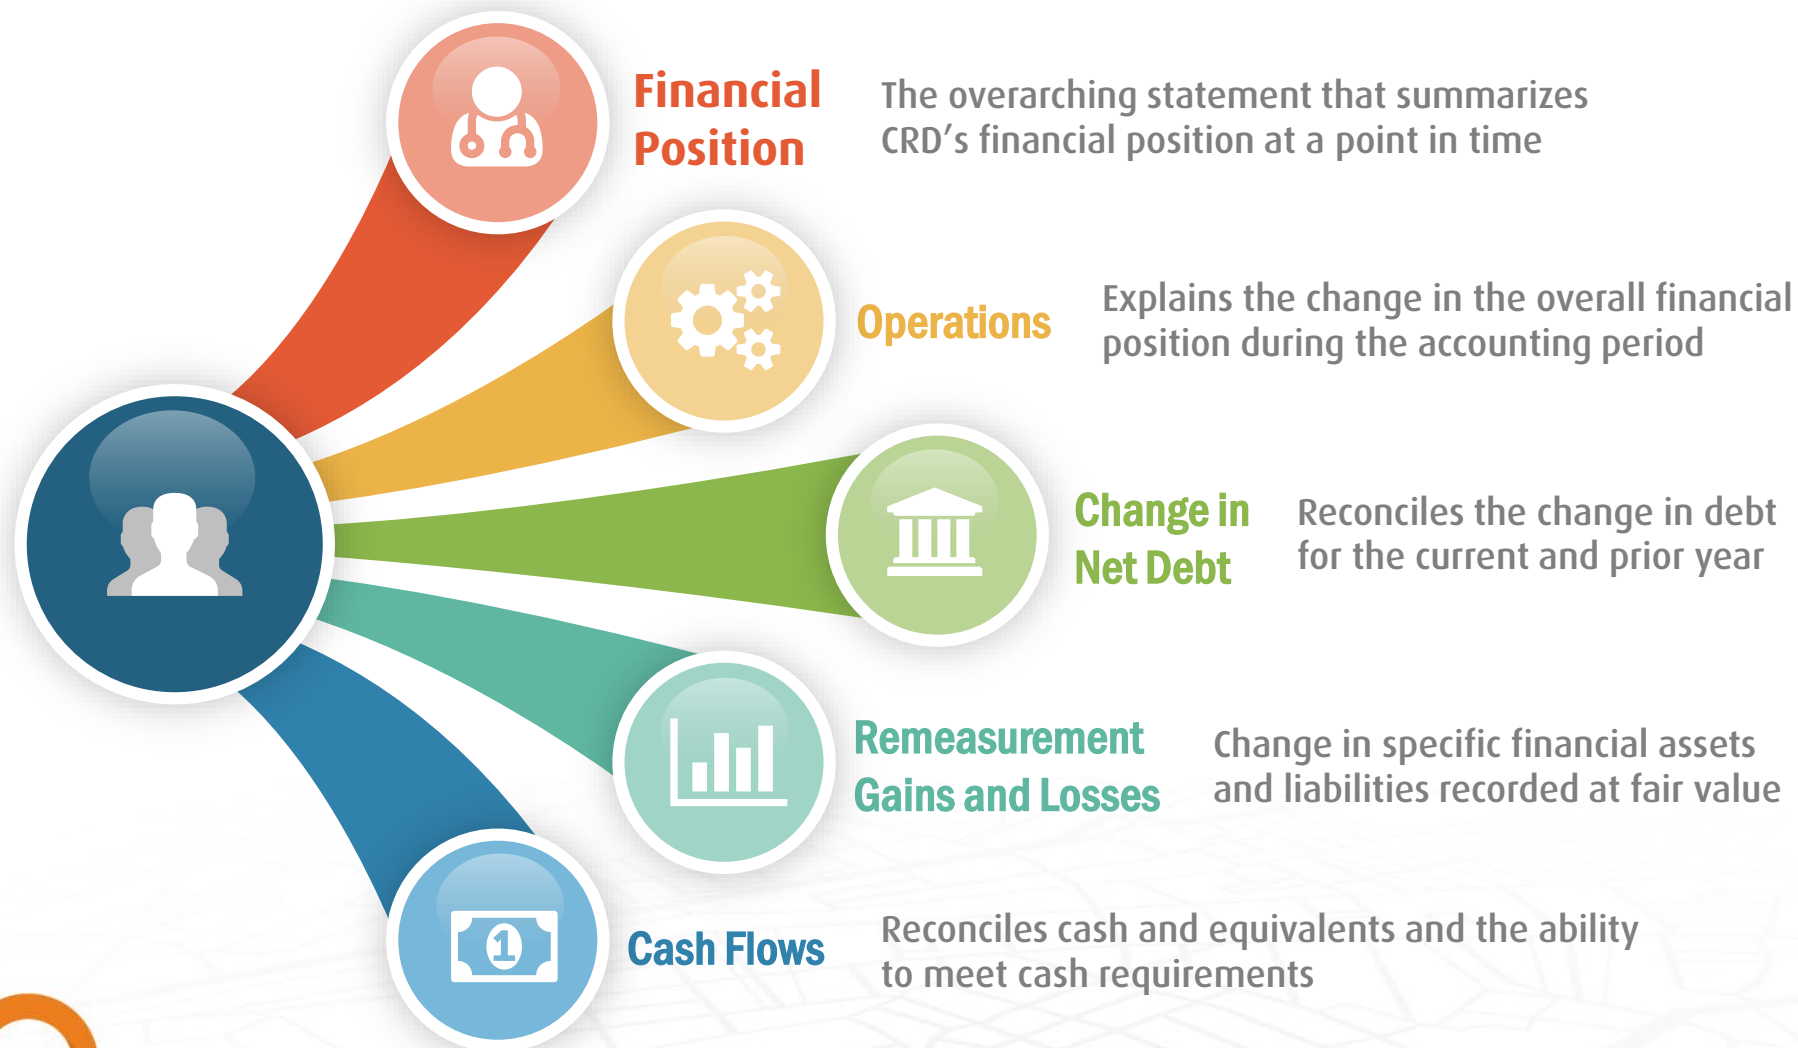 Financial
Position
The overarching statement that summarizes
CRD's financial position at a point in time
Operations
Explains the change in the overall financial
position during the accounting period
Change in
Net Debt
Reconciles the change in debt
for the current and prior year
Remeasurement
Gains and Losses
Change in specific financial assets
and liabilities recorded at fair value
1
Cash Flows
Reconciles cash and equivalents and the ability
to meet cash requirements